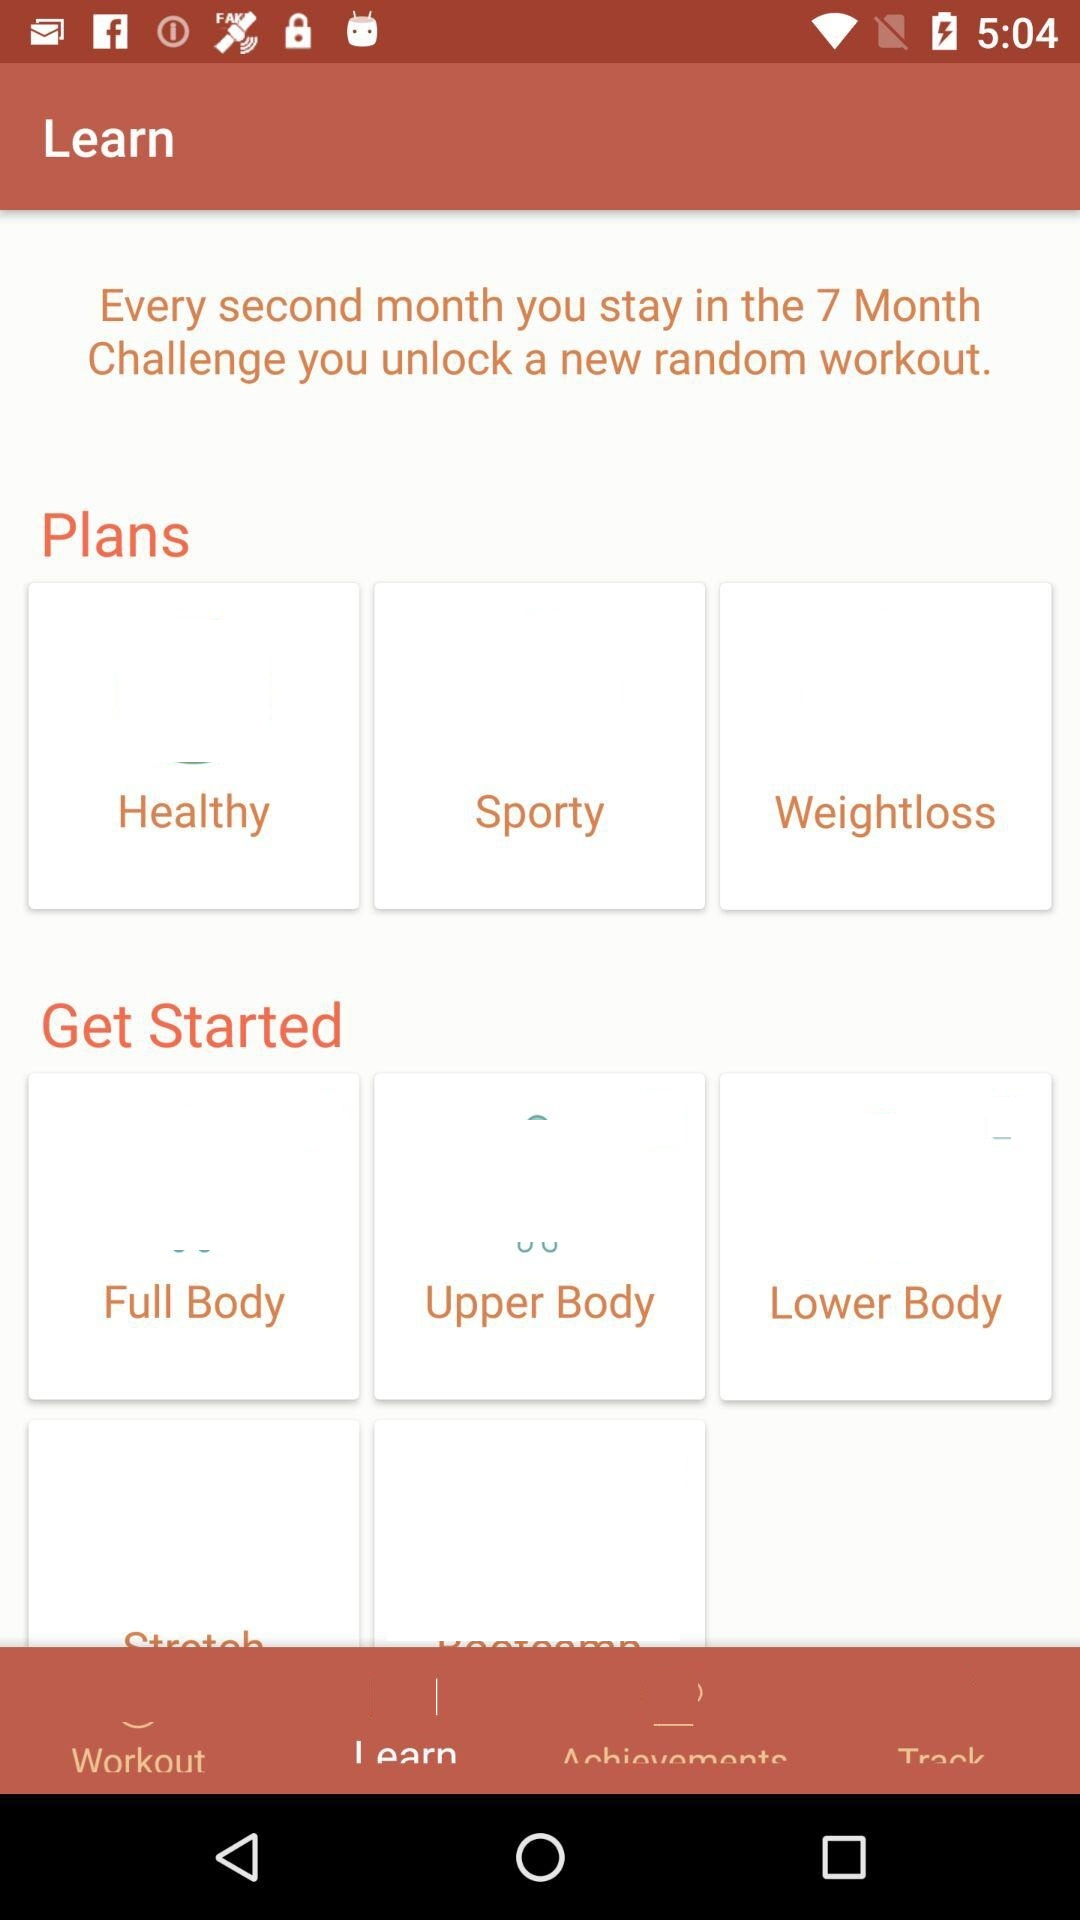 5:04
Learn
Every second month you stay in the 7 Month
Challenge you unlock a new random workout.
Plans
Healthy
Sporty
Weightloss
Get Started
Full Body
Upper Body
Lower Body
Stretch
Bootcamp
Workout
Learn
Achievements
Track